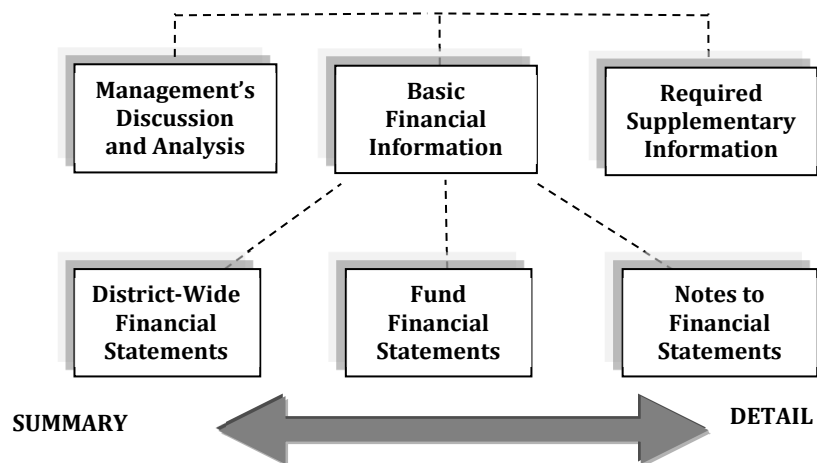 Management’s
Discussion
and Analysis
Basic
Financial
Information
Required
Supplementary
Information
District-Wide
Financial
Statements
Fund
Financial
Statements
Notes to
Financial
Statements
SUMMARY
DETAIL